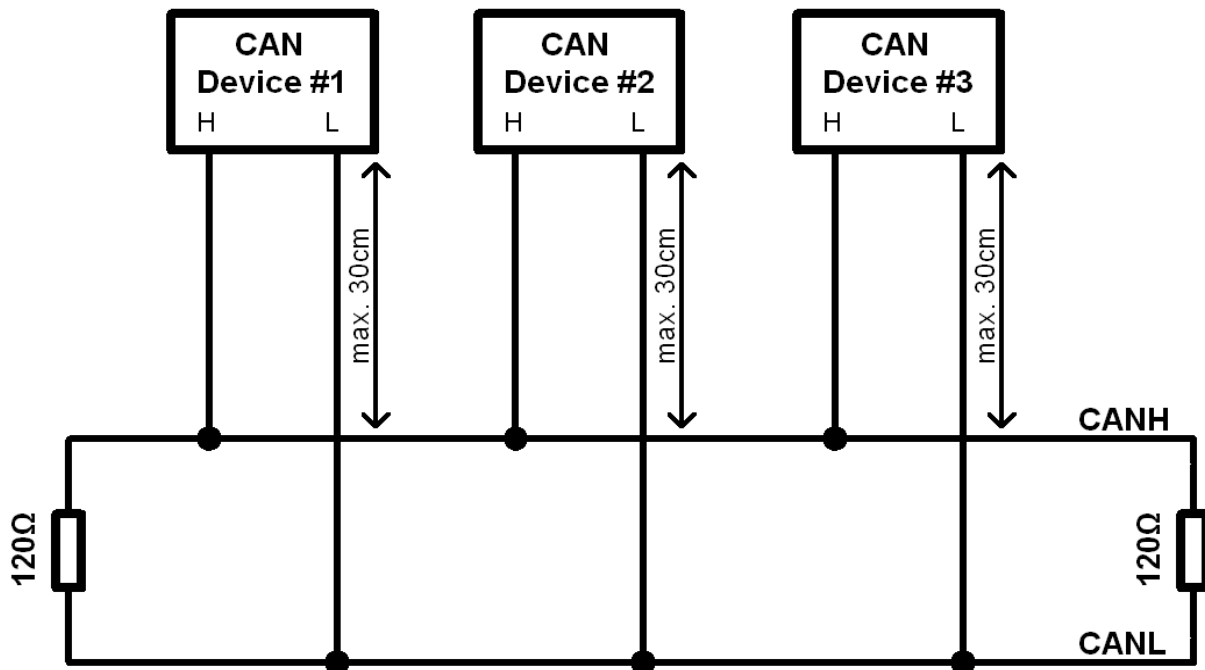 CAN
Device #1
H L
CAN
Device #2
H L
CAN
Device #3
H L
max. 30cm
max. 30cm
max. 30cm
CANH
120Ω
120Ω
CANL